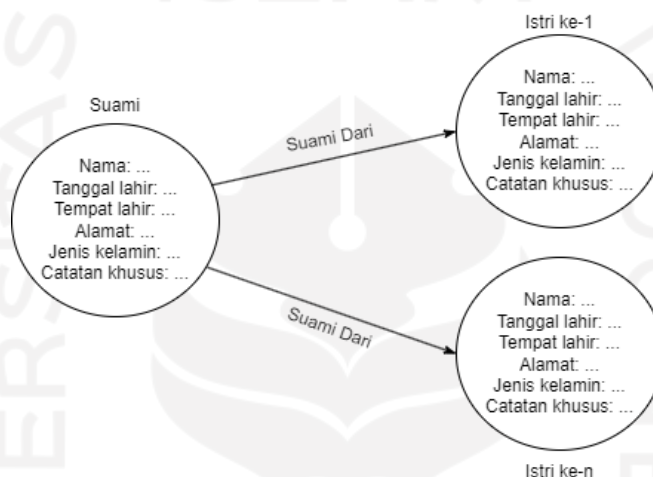 Istri ke-1
Nama: ...
Tanggal lahir: ...
Tempat lahir: ...
Alamat: ...
Jenis kelamin: ...
Catatan khusus: ...
Suami
Nama: ...
Tanggal lahir: ...
Tempat lahir: ...
Alamat: ...
Jenis kelamin: ...
Catatan khusus: ...
Suami Dari
Suami Dari
Nama: ...
Tanggal lahir: ...
Tempat lahir: ...
Alamat: ...
Jenis kelamin: ...
Catatan khusus: ...
Istri ke-n